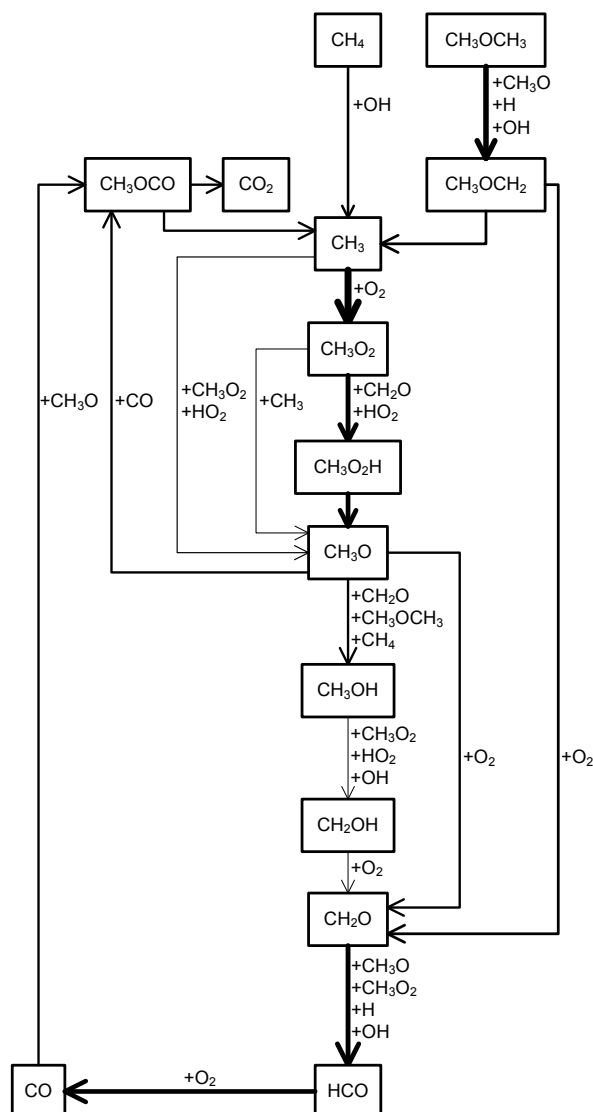 CH₄
CH₃OCH₃
+OH
+CH₃O
+H
+OH
CH₃OCO
CO₂
CH₃OCH₂
CH₃
+O₂
CH₃O₂
+CH₃O
+CO
+CH₃O₂
+HO₂
+CH₃
+CH₂O
+HO₂
CH₃O₂H
CH₃O
+CH₂O
+CH₃OCH₃
+CH₄
CH₃OH
+CH₃O₂
+HO₂
+OH
+O₂
+O₂
CH₂OH
+O₂
CH₂O
+CH₃O
+CH₃O₂
+H
+OH
CO
+O₂
HCO